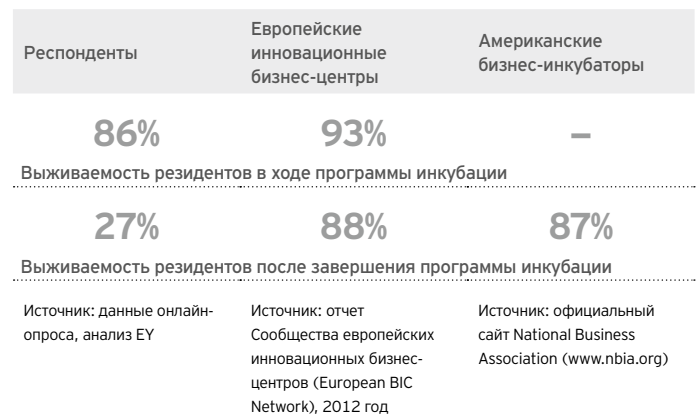 Респонденты
Европейские
инновационные
бизнес-центры
Американские
бизнес-инкубаторы
86% 93% –
Выживаемость резидентов в ходе программы инкубации
27% 88% 87%
Выживаемость резидентов после завершения программы инкубации
Источник: данные онлайн-
опроса, анализ EY
Источник: отчет
Сообщества европейских
инновационных бизнес-
центров (European BIC
Network), 2012 год
Источник: официальный
сайт National Business
Association (www.nbia.org)